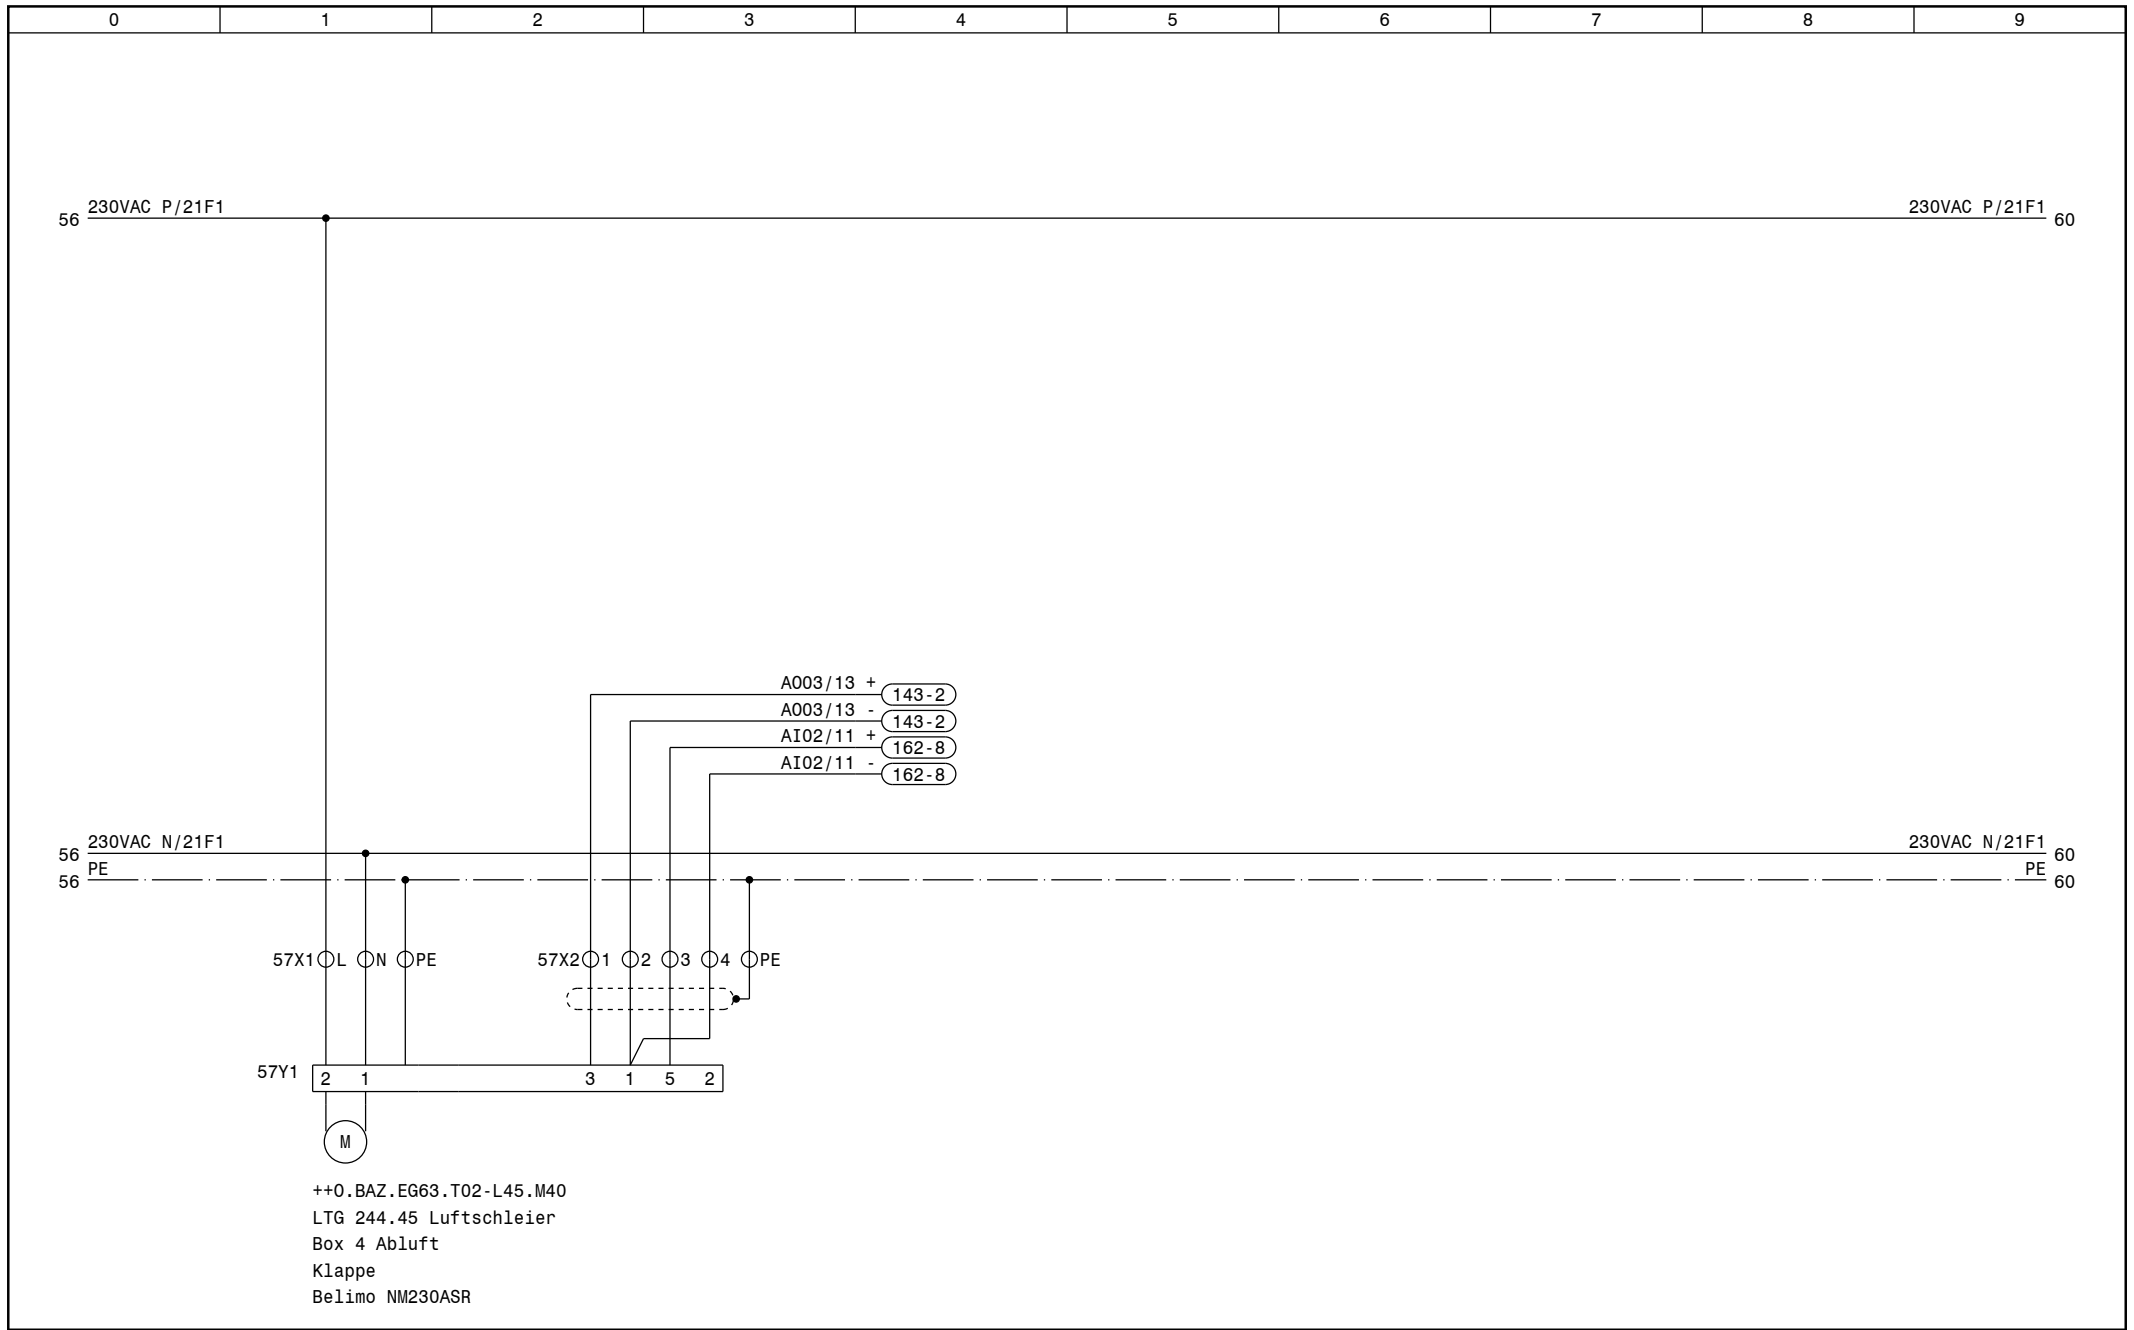 0 1 2 3 4 5 6 7 8 9
230VAC P/21F1 230VAC P/21F1
56 60
AO03/13 + 143-2
AO03/13 - 143-2
AI02/11 + 162-8
AI02/11 - 162-8
230VAC N/21F1 230VAC N/21F1
56 60
PE PE
56 60
57X1 L N PE 57X2 1 2 3 4 PE
57Y1 2 1 3 1 5 2
M
++0.BAZ.EG63.T02-L45.M40
LTG 244.45 Luftschleier
Box 4 Abluft
Klappe
Belimo NM230ASR